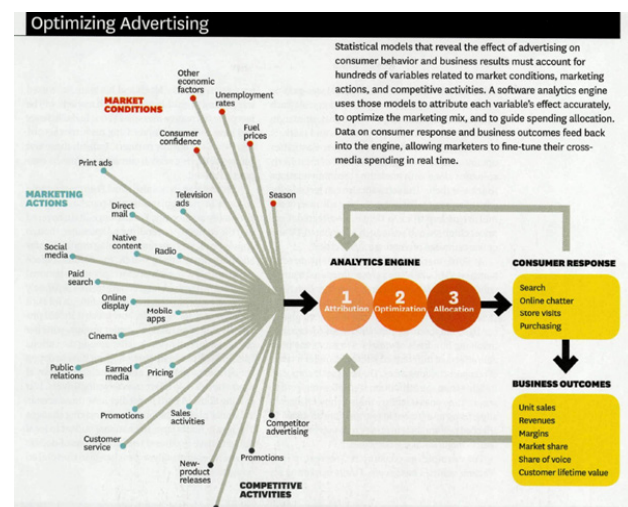 Optimizing Advertising
Statistical models that reveal the effect of advertising on
consumer behavior and business results must account for
hundreds of variables related to market conditions, marketing
actions, and competitive activities. A software analytics engine
uses those models to attribute each variable's effect accurately,
to optimize the marketing mix, and to guide spending allocation.
Data on consumer response and business outcomes feed back
into the engine, allowing marketers to fine-tune their cross-
media spending in real time.
MARKET
CONDITIONS
Other
economic
factors
Unemployment
rates
Consumer
confidence
Fuel
prices
Season
MARKETING
ACTIONS
Print ads
Direct
mail
Television
ads
Native
content
Radio
Social
media
Paid
search
Online
display
Mobile
apps
Cinema
Public
relations
Earned
media
Pricing
Promotions
Sales
activities
Customer
service
Competitor
advertising
Promotions
New-
product
releases
COMPETITIVE
ACTIVITIES
ANALYTICS ENGINE
1
Attribution
2
Optimization
3
Allocation
CONSUMER RESPONSE
Search
Online chatter
store visits
Purchasing
BUSINESS OUTCOMES
Unit sales
Revenues
Margins
Market share
Share of voice
Customer lifetime value